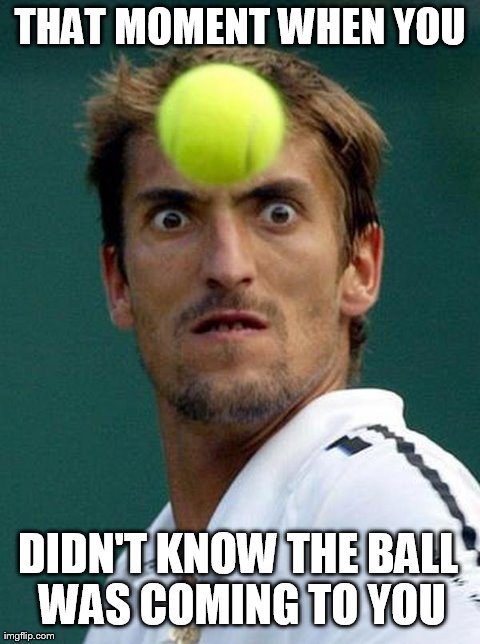 THAT MOMENT WHEN YOU
DIDN'T KNOW THE BALL
WAS COMING TO YOU
imgflip.com